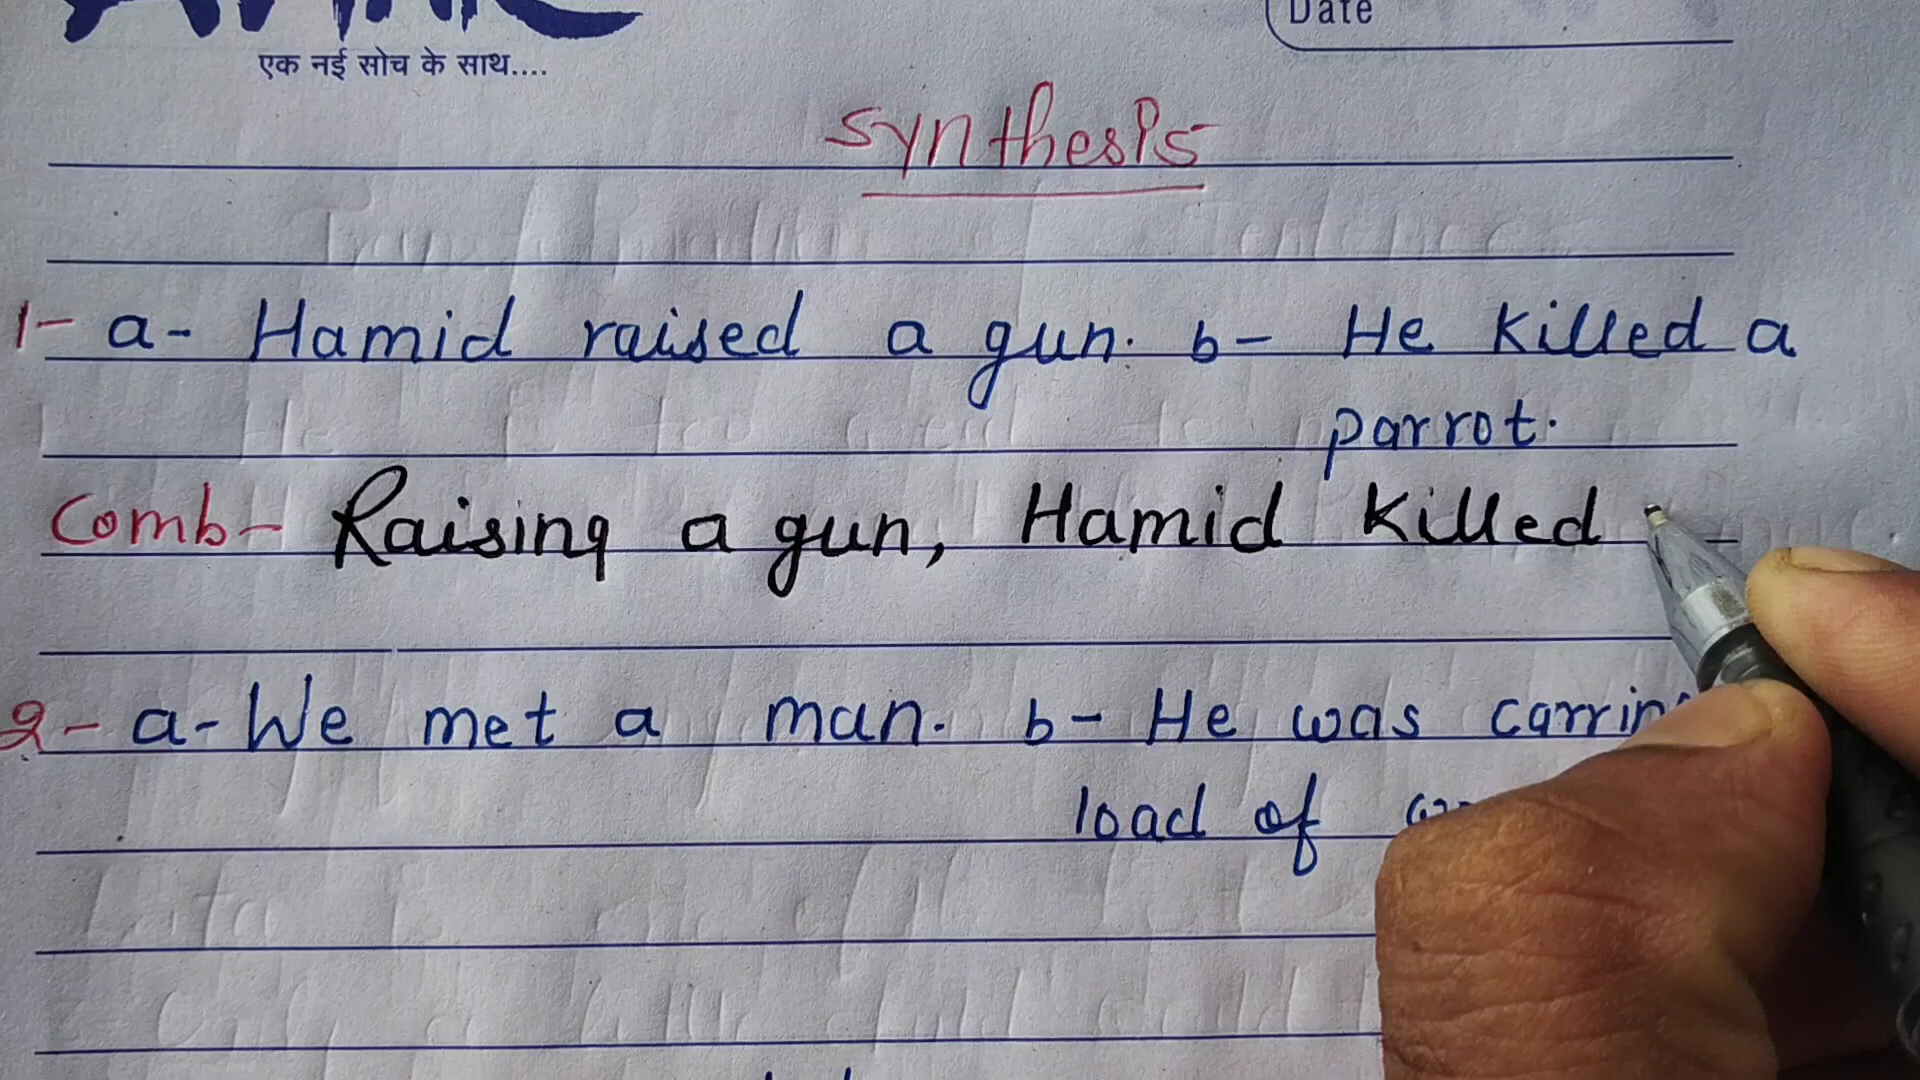 Date
एक नई सोच के साथ....
Synthesis
1- a- Hamid raised a gun. b- He killed a
parrot.
Comb- Raising a gun, Hamid killed
2- a- We met a man. b- He was
load of